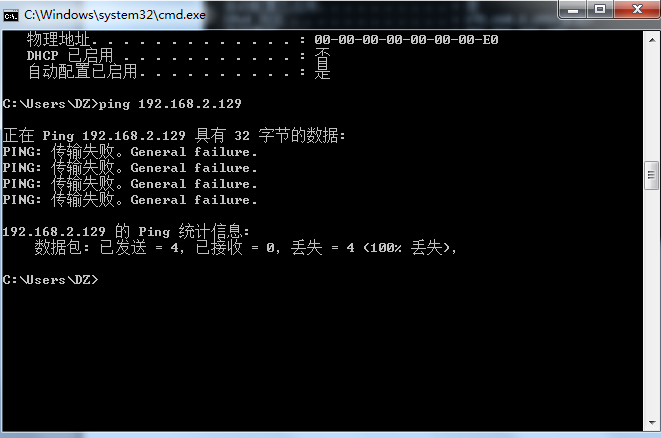 C:\Windows\system32\cmd.exe
物理地址. . . . . . . . . . . . . : 00-00-00-00-00-00-00-E0
DHCP 已启用 . . . . . . . . . . . : 否
自动配置已启用. . . . . . . . . . : 是
C:\Users\DZ>ping 192.168.2.129
正在 Ping 192.168.2.129 具有 32 字节的数据:
PING: 传输失败。General failure.
PING: 传输失败。General failure.
PING: 传输失败。General failure.
PING: 传输失败。General failure.
192.168.2.129 的 Ping 统计信息:
数据包: 已发送 = 4, 已接收 = 0, 丢失 = 4 (100% 丢失),
C:\Users\DZ>